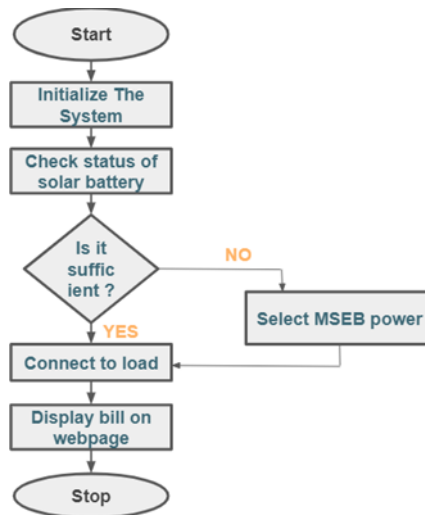 Start
Initialize The
System
Check status of
solar battery
Is it
suffic
ient ?
NO
Select MSEB power
YES
Connect to load
Display bill on
webpage
Stop